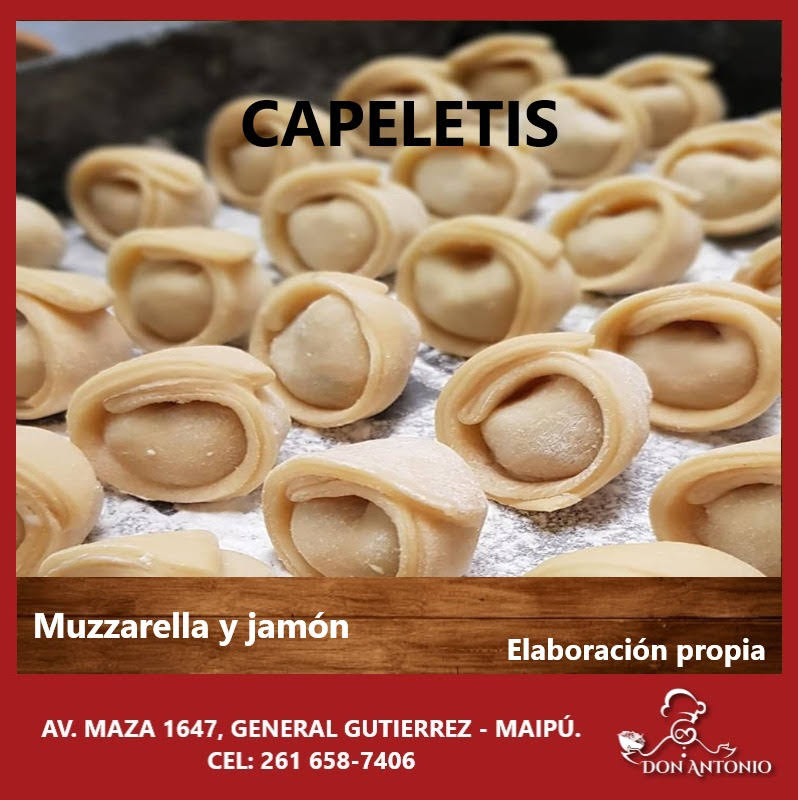 CAPELETIS
Muzzarella y jamón
Elaboración propia
AV. MAZA 1647, GENERAL GUTIERREZ - MAIPÚ.
CEL: 261 658-7406
DON ANTONIO